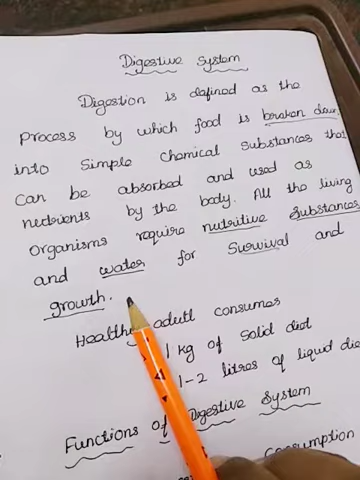 Digestive System
Digestion is defined as the
Process by which food is broken down
into Simple Chemical Substances that
Can be absorbed and used as
nutrients by the body. All the living
Organisms require nutritive Substances
and water for Survival and
growth.
Healthy adutl consumes
1 kg of Solid diet
1-2 litres of liquid diet
Functions of Digestive System
consumption